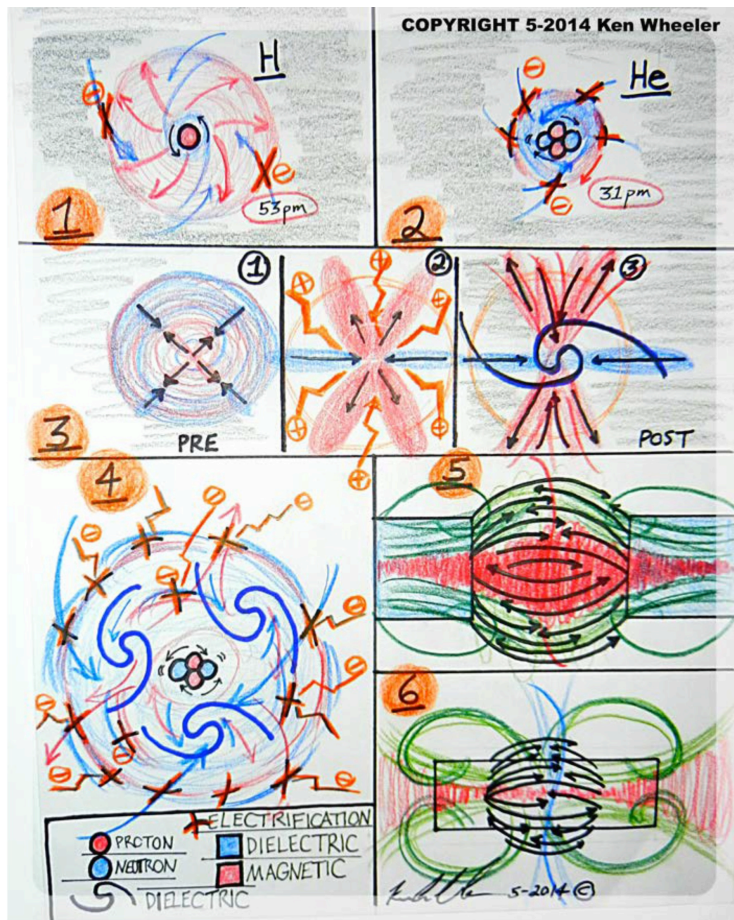 COPYRIGHT 5-2014 Ken Wheeler
H
He
⊖
⊖
e
⊖
53pm
31pm
1
2
①
②
③
⊕
⊕
⊕
⊕
⊕
⊕
3
PRE
POST
4
5
⊖
⊖
⊖
⊖
⊖
⊖
⊖
⊖
⊖
⊖
⊖
⊖
6
ELECTRIFICATION
PROTON
DIELECTRIC
NEUTRON
MAGNETIC
DIELECTRIC
5-2014 ©